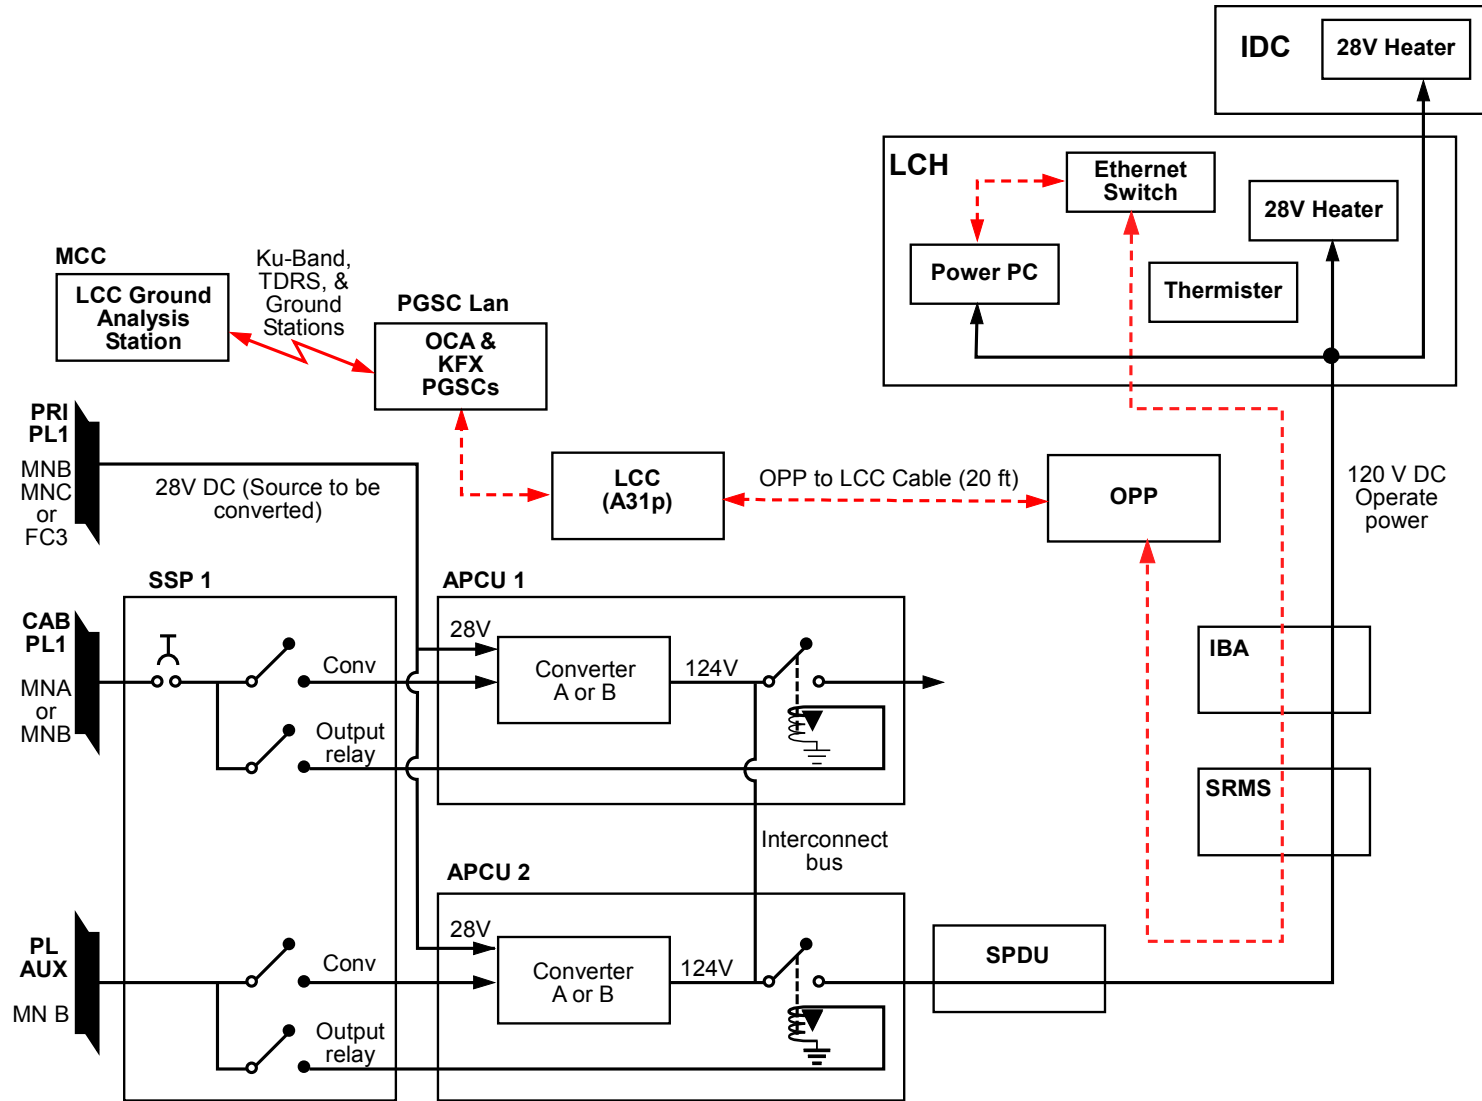 IDC
28V Heater
LCH
Ethernet
Switch
28V Heater
Power PC
Thermister
MCC
LCC Ground
Analysis
Station
Ku-Band,
TDRS, &
Ground
Stations
PGSC Lan
OCA &
KFX
PGSCs
PRI
PL1
MNB
MNC
or
FC3
28V DC (Source to be
converted)
LCC
(A31p)
OPP to LCC Cable (20 ft)
OPP
120 V DC
Operate
power
SSP 1
APCU 1
CAB
PL1
MNA
or
MNB
Conv
Output
relay
28V
Converter
A or B
124V
IBA
SRMS
Interconnect
bus
APCU 2
PL
AUX
MN B
Conv
Output
relay
28V
Converter
A or B
124V
SPDU